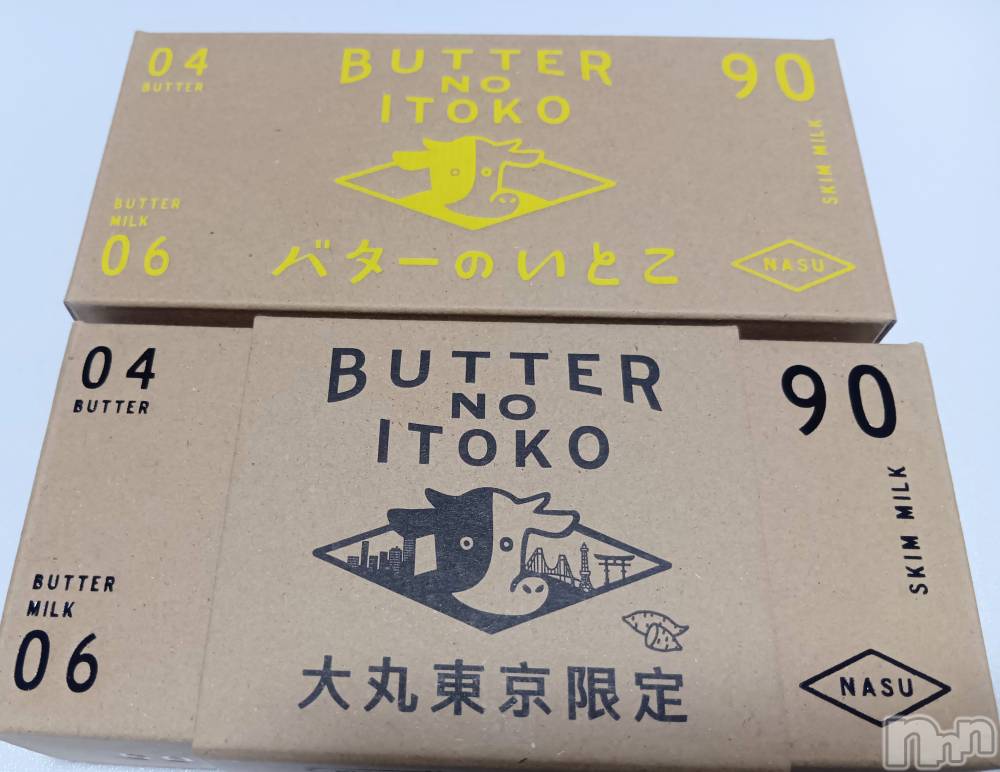 04
BUTTER
BUTTER
NO
ITOKO
90
SKIM MILK
BUTTER
MILK
06
バターのいとこ
NASU
04
BUTTER
BUTTER
NO
ITOKO
90
SKIM MILK
BUTTER
MILK
06
大丸東京限定
NASU
nnn